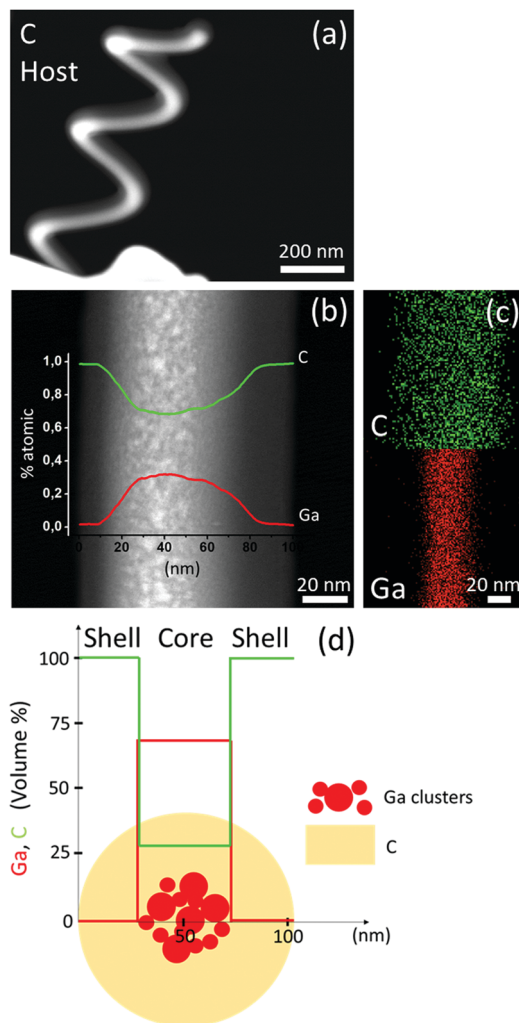 C
Host
(a)
200 nm
(b)
% atomic
1,0
0,8
0,6
0,4
0,2
0,0
C
Ga
0 20 40 60 80 100
(nm)
20 nm
(c)
C
Ga
20 nm
Shell Core Shell (d)
Ga, C (Volume %)
100
75
50
25
0
50 100 (nm)
Ga clusters
C